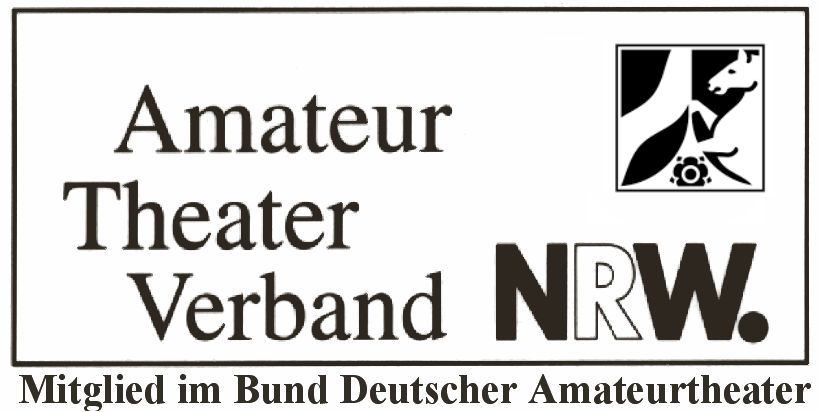 Amateur
Theater
Verband NRW.
Mitglied im Bund Deutscher Amateurtheater